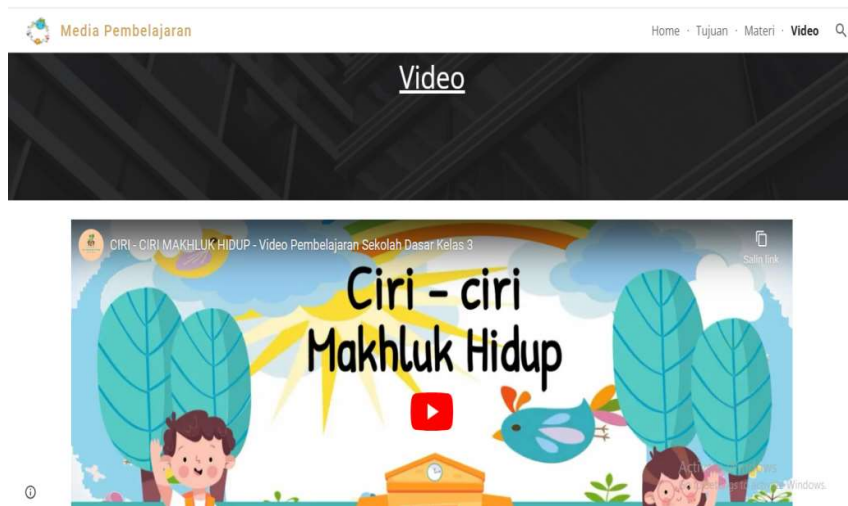 Media Pembelajaran
Home · Tujuan · Materi · Video
Video
CIRI - CIRI MAKHLUK HIDUP - Video Pembelajaran Sekolah Dasar Kelas 3
Salin link
Ciri – ciri
Makhluk Hidup
Windows.